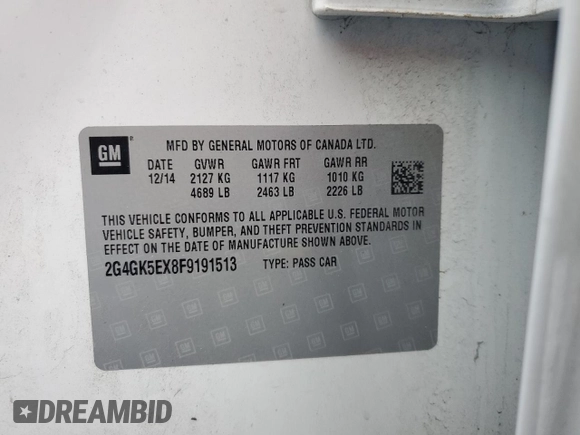 GM
MFD BY GENERAL MOTORS OF CANADA LTD.
DATE GVWR GAWR FRT GAWR RR
12/14 2127 KG 1117 KG 1010 KG
4689 LB 2463 LB 2226 LB
THIS VEHICLE CONFORMS TO ALL APPLICABLE U.S. FEDERAL MOTOR
VEHICLE SAFETY, BUMPER, AND THEFT PREVENTION STANDARDS IN
EFFECT ON THE DATE OF MANUFACTURE SHOWN ABOVE.
2G4GK5EX8F9191513 TYPE: PASS CAR
DREAMBID